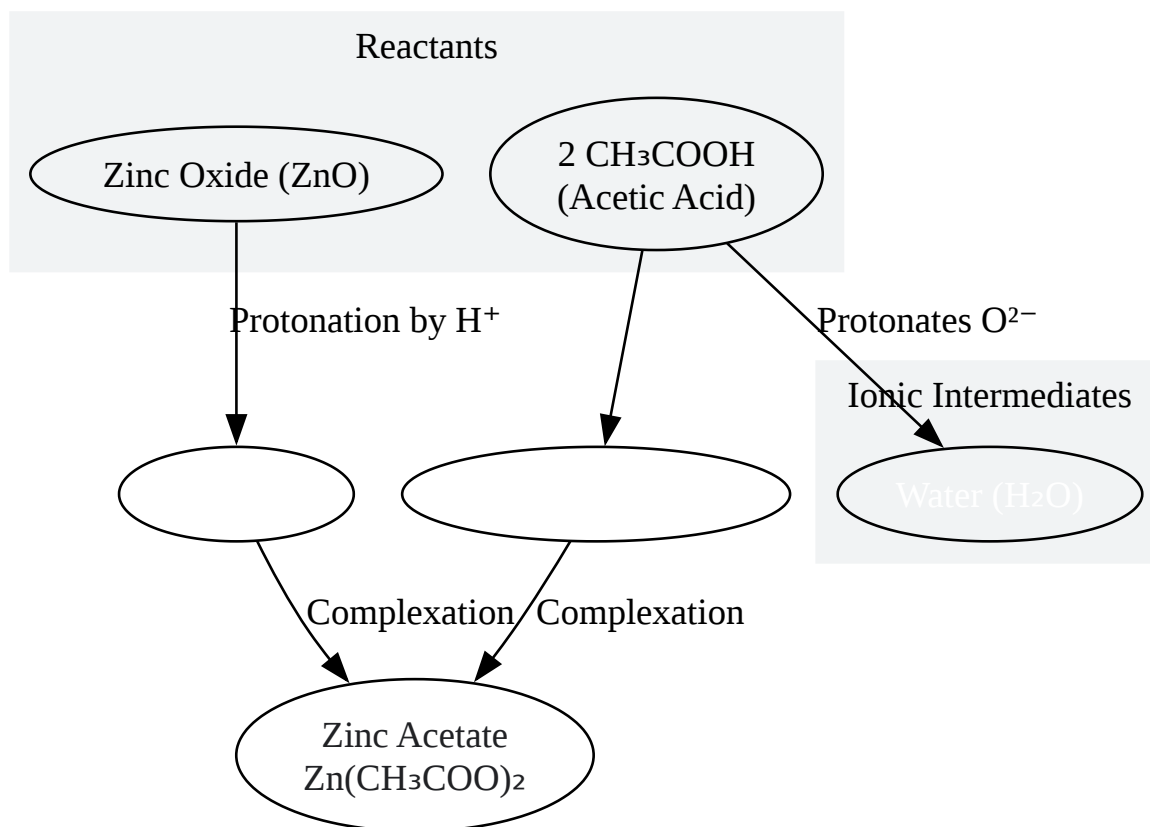 Reactants
Zinc Oxide (ZnO)
2 CH₃COOH
(Acetic Acid)
Protonation by H⁺
Protonates O²⁻
Ionic Intermediates
Water (H₂O)
Complexation
Complexation
Zinc Acetate
Zn(CH₃COO)₂